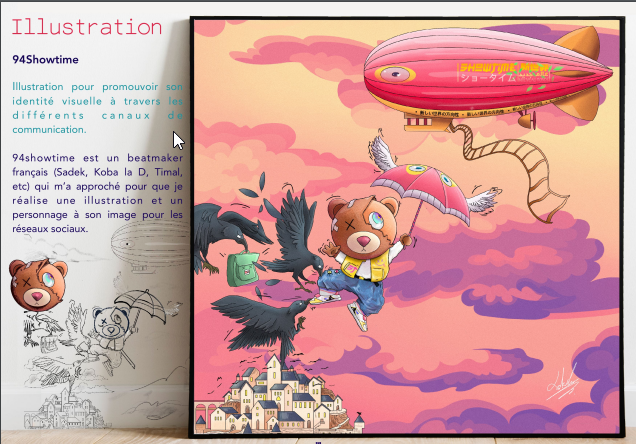 Illustration
94Showtime
Illustration pour promouvoir son
identité visuelle à travers les
différents canaux de
communication.
94showtime est un beatmaker
français (Sadek, Koba la D, Timal,
etc) qui m'a approché pour que je
réalise une illustration et un
personnage à son image pour les
réseaux sociaux.
SHOWTIME
ショータイム